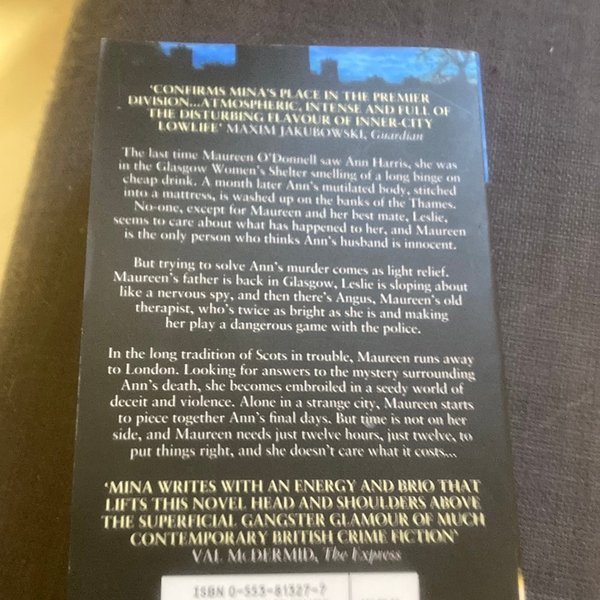 'CONFIRMS MINA'S PLACE IN THE PREMIER
DIVISION...ATMOSPHERIC, INTENSE AND FULL OF
THE DISTURBING FLAVOUR OF INNER-CITY
LOWLIFE' MAXIM JAKUBOWSKI, Guardian
The last time Maureen O'Donnell saw Ann Harris, she was
in the Glasgow Women's Shelter smelling of a long binge on
cheap drink. A month later Ann's mutilated body, stitched
into a mattress, is washed up on the banks of the Thames.
No-one, except for Maureen and her best mate, Leslie,
seems to care about what has happened to her, and Maureen
is the only person who thinks Ann's husband is innocent.
But trying to solve Ann's murder comes as light relief.
Maureen's father is back in Glasgow, Leslie is sloping about
like a nervous spy, and then there's Angus, Maureen's old
therapist, who's twice as bright as she is and making
her play a dangerous game with the police.
In the long tradition of Scots in trouble, Maureen runs away
to London. Looking for answers to the mystery surrounding
Ann's death, she becomes embroiled in a seedy world of
deceit and violence. Alone in a strange city, Maureen starts
to piece together Ann's final days. But time is not on her
side, and Maureen needs just twelve hours, just twelve, to
put things right, and she doesn't care what it costs...
'MINA WRITES WITH AN ENERGY AND BRIO THAT
LIFTS THIS NOVEL HEAD AND SHOULDERS ABOVE
THE SUPERFICIAL GANGSTER GLAMOUR OF MUCH
CONTEMPORARY BRITISH CRIME FICTION'
VAL McDERMID, The Express
ISBN 0-553-81327-7